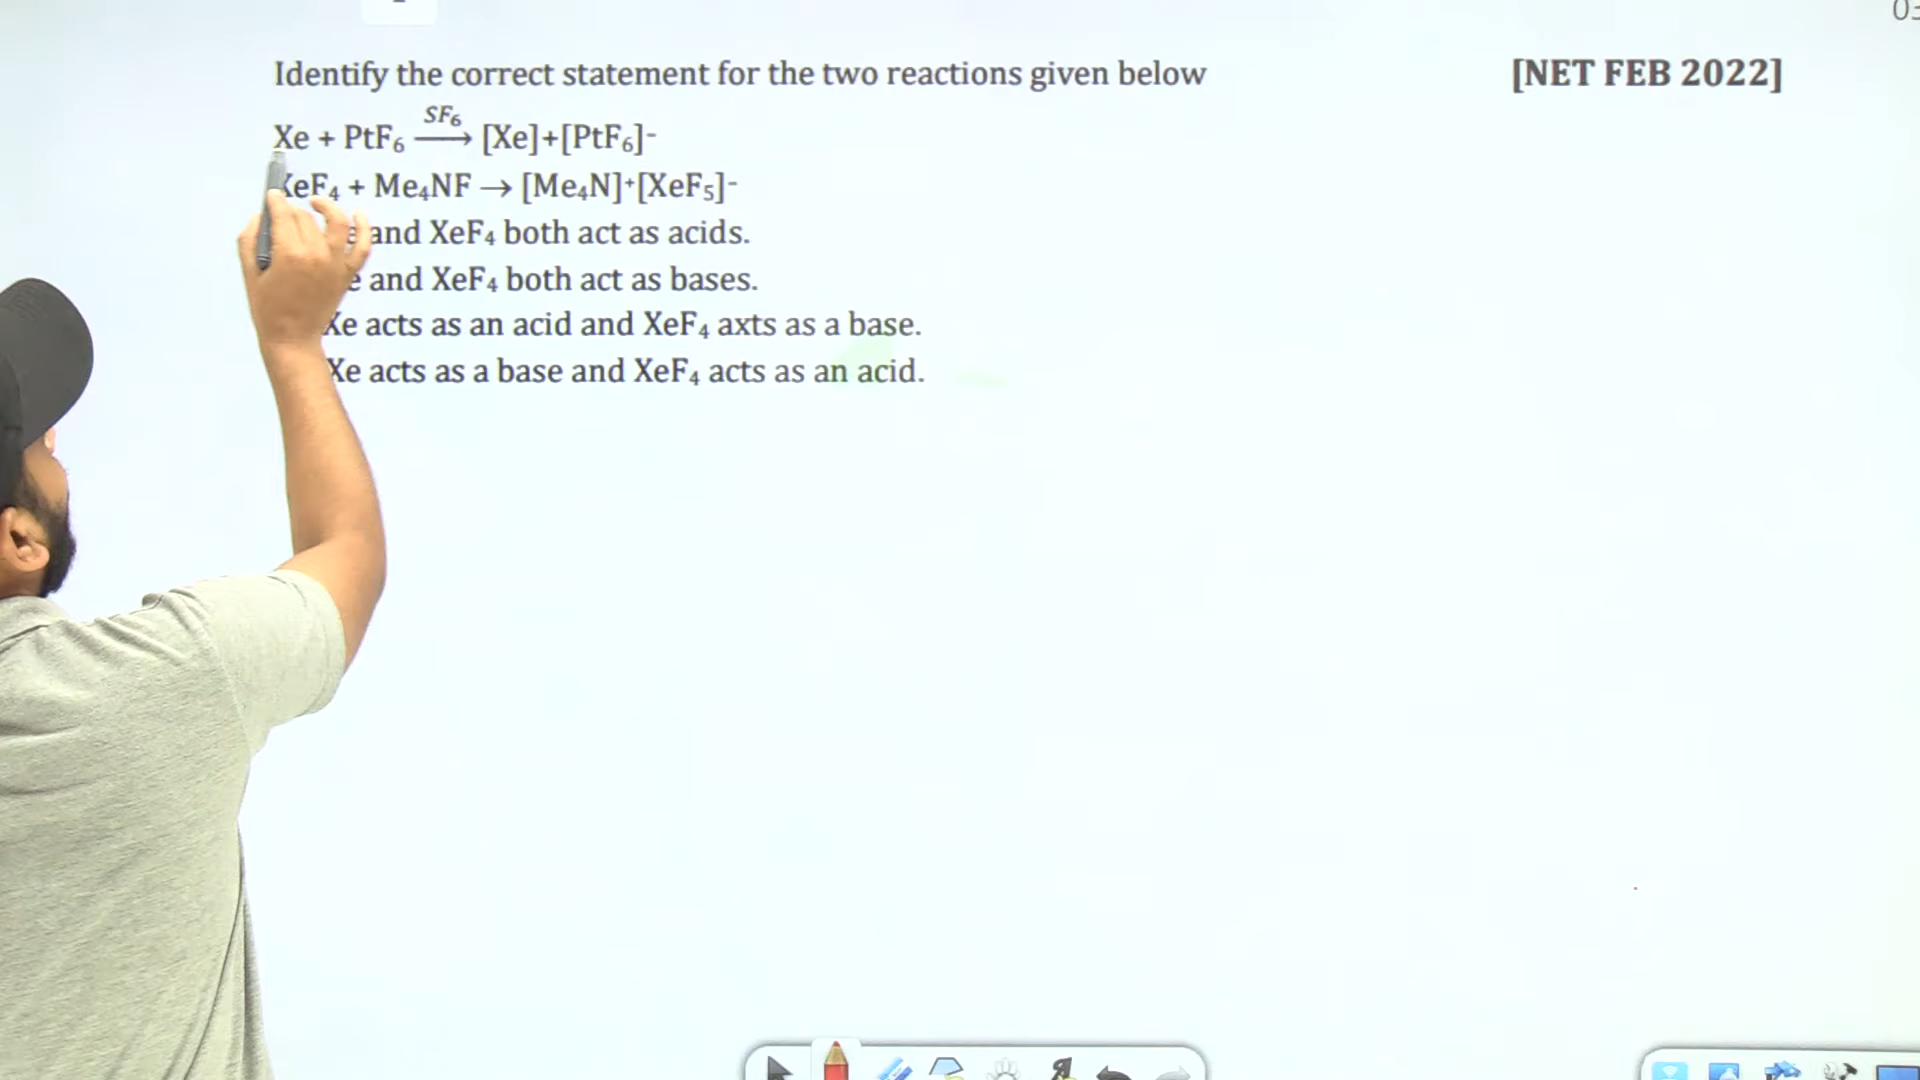 03
Identify the correct statement for the two reactions given below [NET FEB 2022]
Xe + PtF₆ —SF₆→ [Xe]+[PtF₆]⁻
XeF₄ + Me₄NF → [Me₄N]⁺[XeF₅]⁻
and XeF₄ both act as acids.
e and XeF₄ both act as bases.
Xe acts as an acid and XeF₄ axts as a base.
Xe acts as a base and XeF₄ acts as an acid.